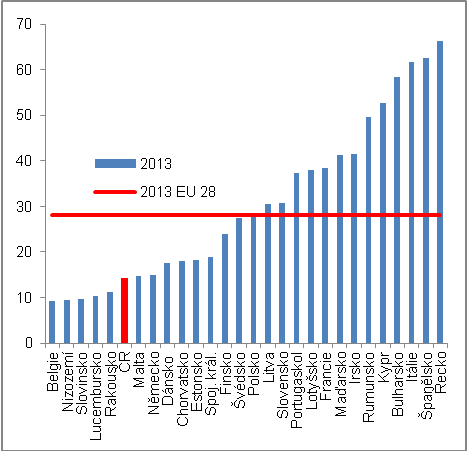 70
60
50
40
30
20
10
0
2013
2013 EU 28
Belgie
Nizozemí
Slovinsko
Lucembursko
Rakousko
ČR
Malta
Německo
Dánsko
Chorvatsko
Estonsko
Spoj. král.
Finsko
Švédsko
Polsko
Litva
Slovensko
Portugaskol
Lotyšsko
Francie
Maďarsko
Irsko
Rumunsko
Kypr
Bulharsko
Itálie
Španělsko
Řecko